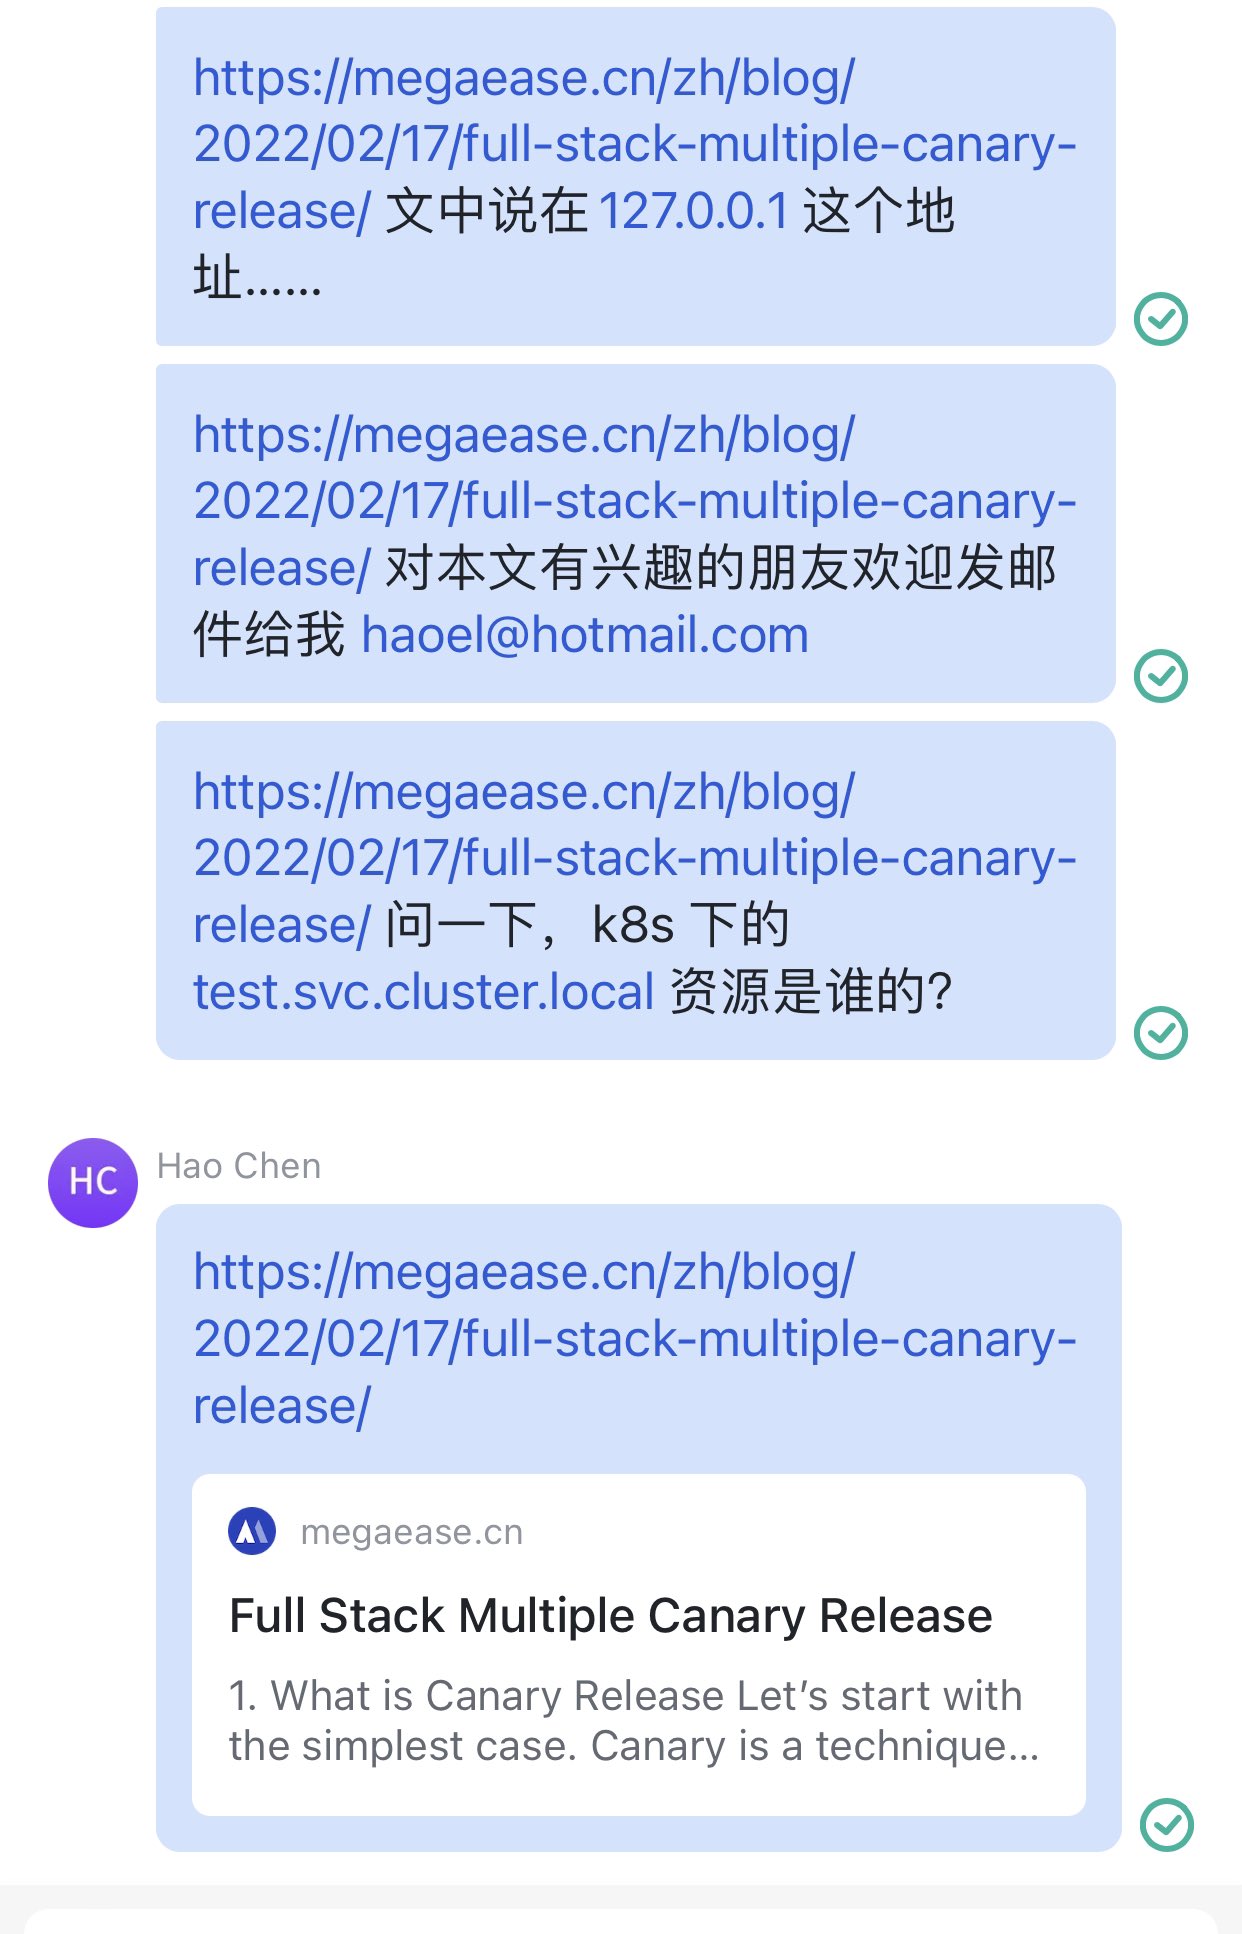 https://megaease.cn/zh/blog/
2022/02/17/full-stack-multiple-canary-
release/ 文中说在 127.0.0.1 这个地
址......
https://megaease.cn/zh/blog/
2022/02/17/full-stack-multiple-canary-
release/ 对本文有兴趣的朋友欢迎发邮
件给我 haoel@hotmail.com
https://megaease.cn/zh/blog/
2022/02/17/full-stack-multiple-canary-
release/ 问一下，k8s 下的
test.svc.cluster.local 资源是谁的?
HC
Hao Chen
https://megaease.cn/zh/blog/
2022/02/17/full-stack-multiple-canary-
release/
megaease.cn
Full Stack Multiple Canary Release
1. What is Canary Release Let’s start with
the simplest case. Canary is a technique...